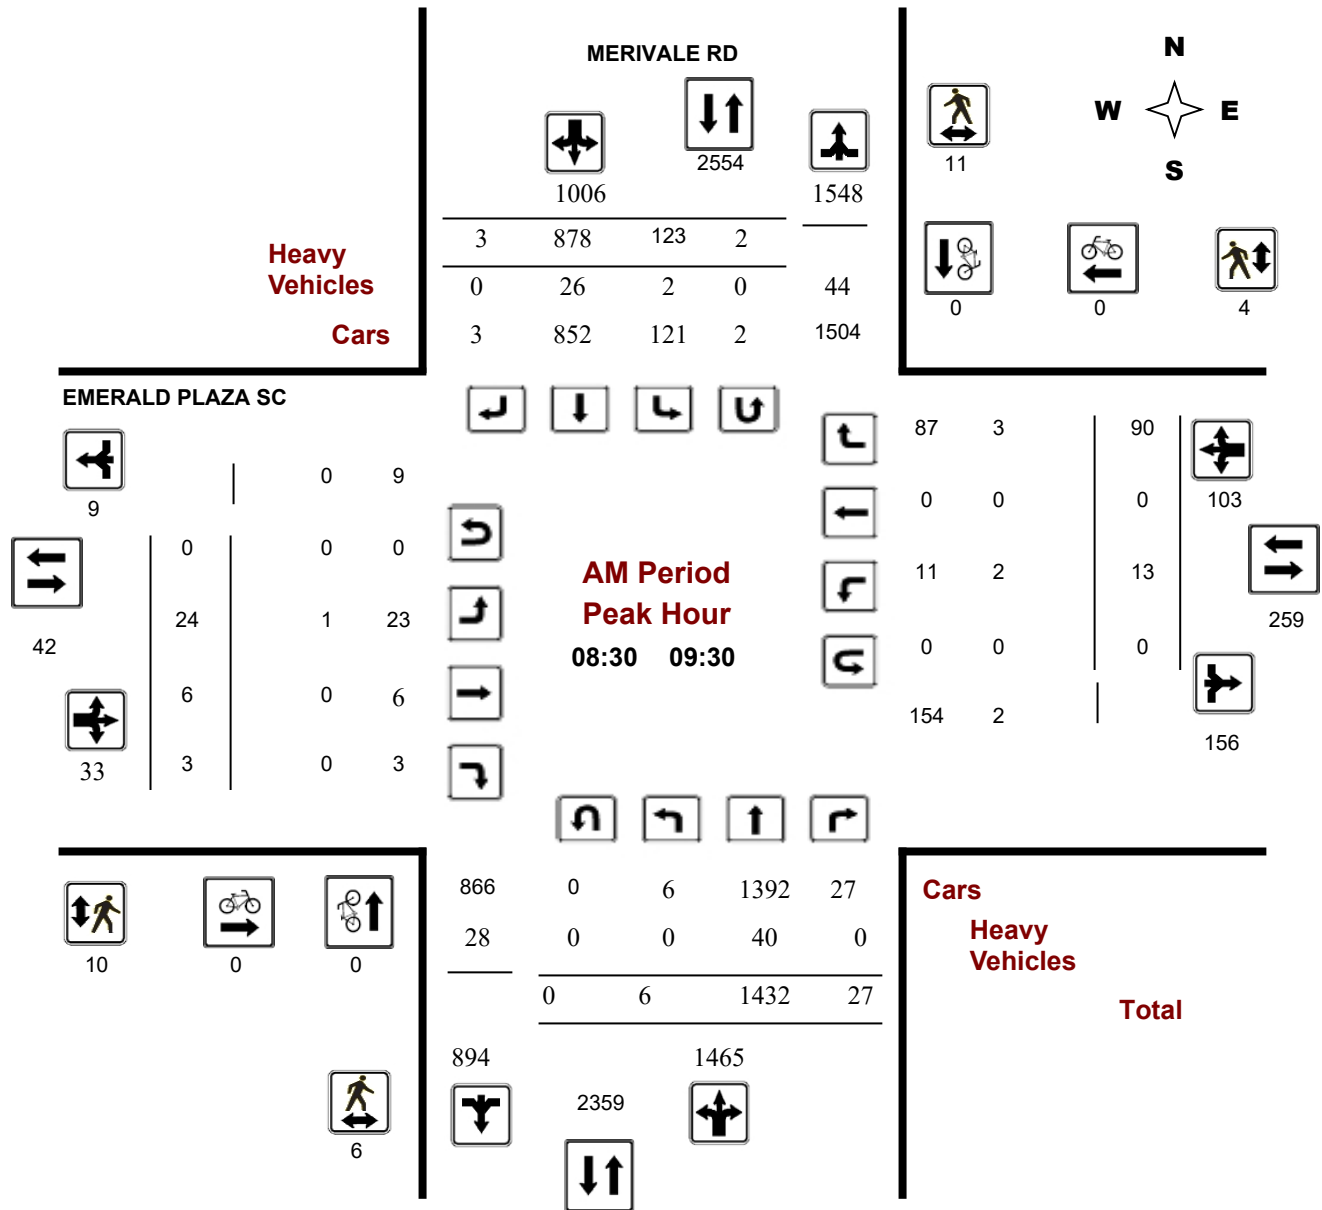 MERIVALE RD
N
W E
S
1006 2554 1548 11
3 878 123 2
Heavy
Vehicles
0 26 2 0 44
Cars
3 852 121 2 1504
0 0 4
EMERALD PLAZA SC
9
0 9
0 0 0
24 1 23
42
6 0 6
33
3 0 3
AM Period
Peak Hour
08:30 09:30
87 3 90
0 0 0 103
11 2 13
259
0 0 0
154 2
156
866 0 6 1392 27
Cars
28 0 0 40 0
Heavy
Vehicles
10 0 0
0 6 1432 27
Total
894 1465
2359
6